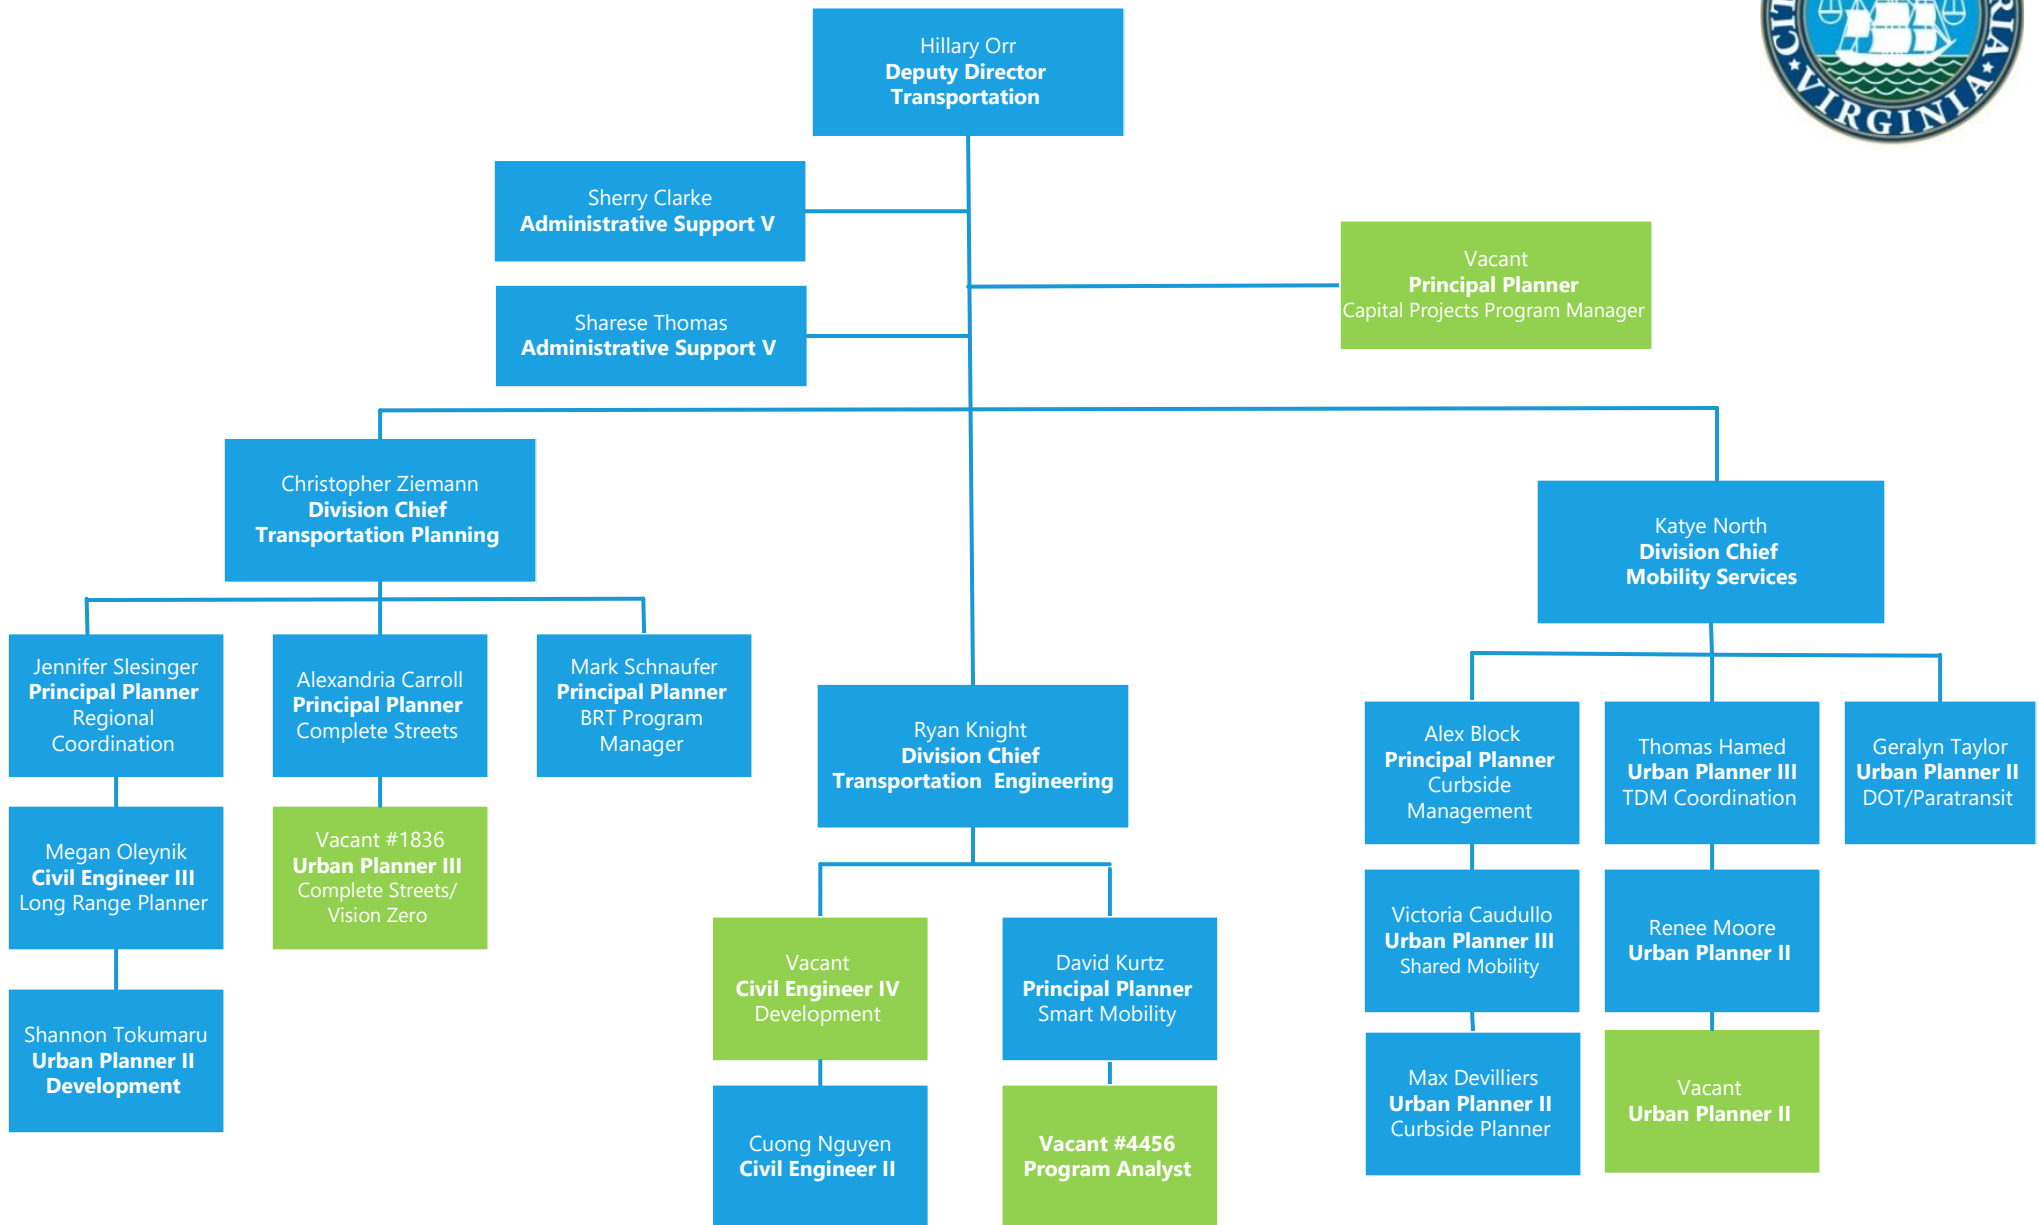 Hillary Orr
Deputy Director
Transportation
VIRGINIA
Sherry Clarke
Administrative Support V
Vacant
Principal Planner
Capital Projects Program Manager
Sharese Thomas
Administrative Support V
Christopher Ziemann
Division Chief
Transportation Planning
Katye North
Division Chief
Mobility Services
Jennifer Slesinger
Principal Planner
Regional
Coordination
Alexandria Carroll
Principal Planner
Complete Streets
Mark Schnaufer
Principal Planner
BRT Program
Manager
Ryan Knight
Division Chief
Transportation  Engineering
Alex Block
Principal Planner
Curbside
Management
Thomas Hamed
Urban Planner III
TDM Coordination
Geralyn Taylor
Urban Planner II
DOT/Paratransit
Megan Oleynik
Civil Engineer III
Long Range Planner
Vacant #1836
Urban Planner III
Complete Streets/
Vision Zero
Victoria Caudullo
Urban Planner III
Shared Mobility
Renee Moore
Urban Planner II
Vacant
Civil Engineer IV
Development
David Kurtz
Principal Planner
Smart Mobility
Shannon Tokumaru
Urban Planner II
Development
Max Devilliers
Urban Planner II
Curbside Planner
Vacant
Urban Planner II
Cuong Nguyen
Civil Engineer II
Vacant #4456
Program Analyst